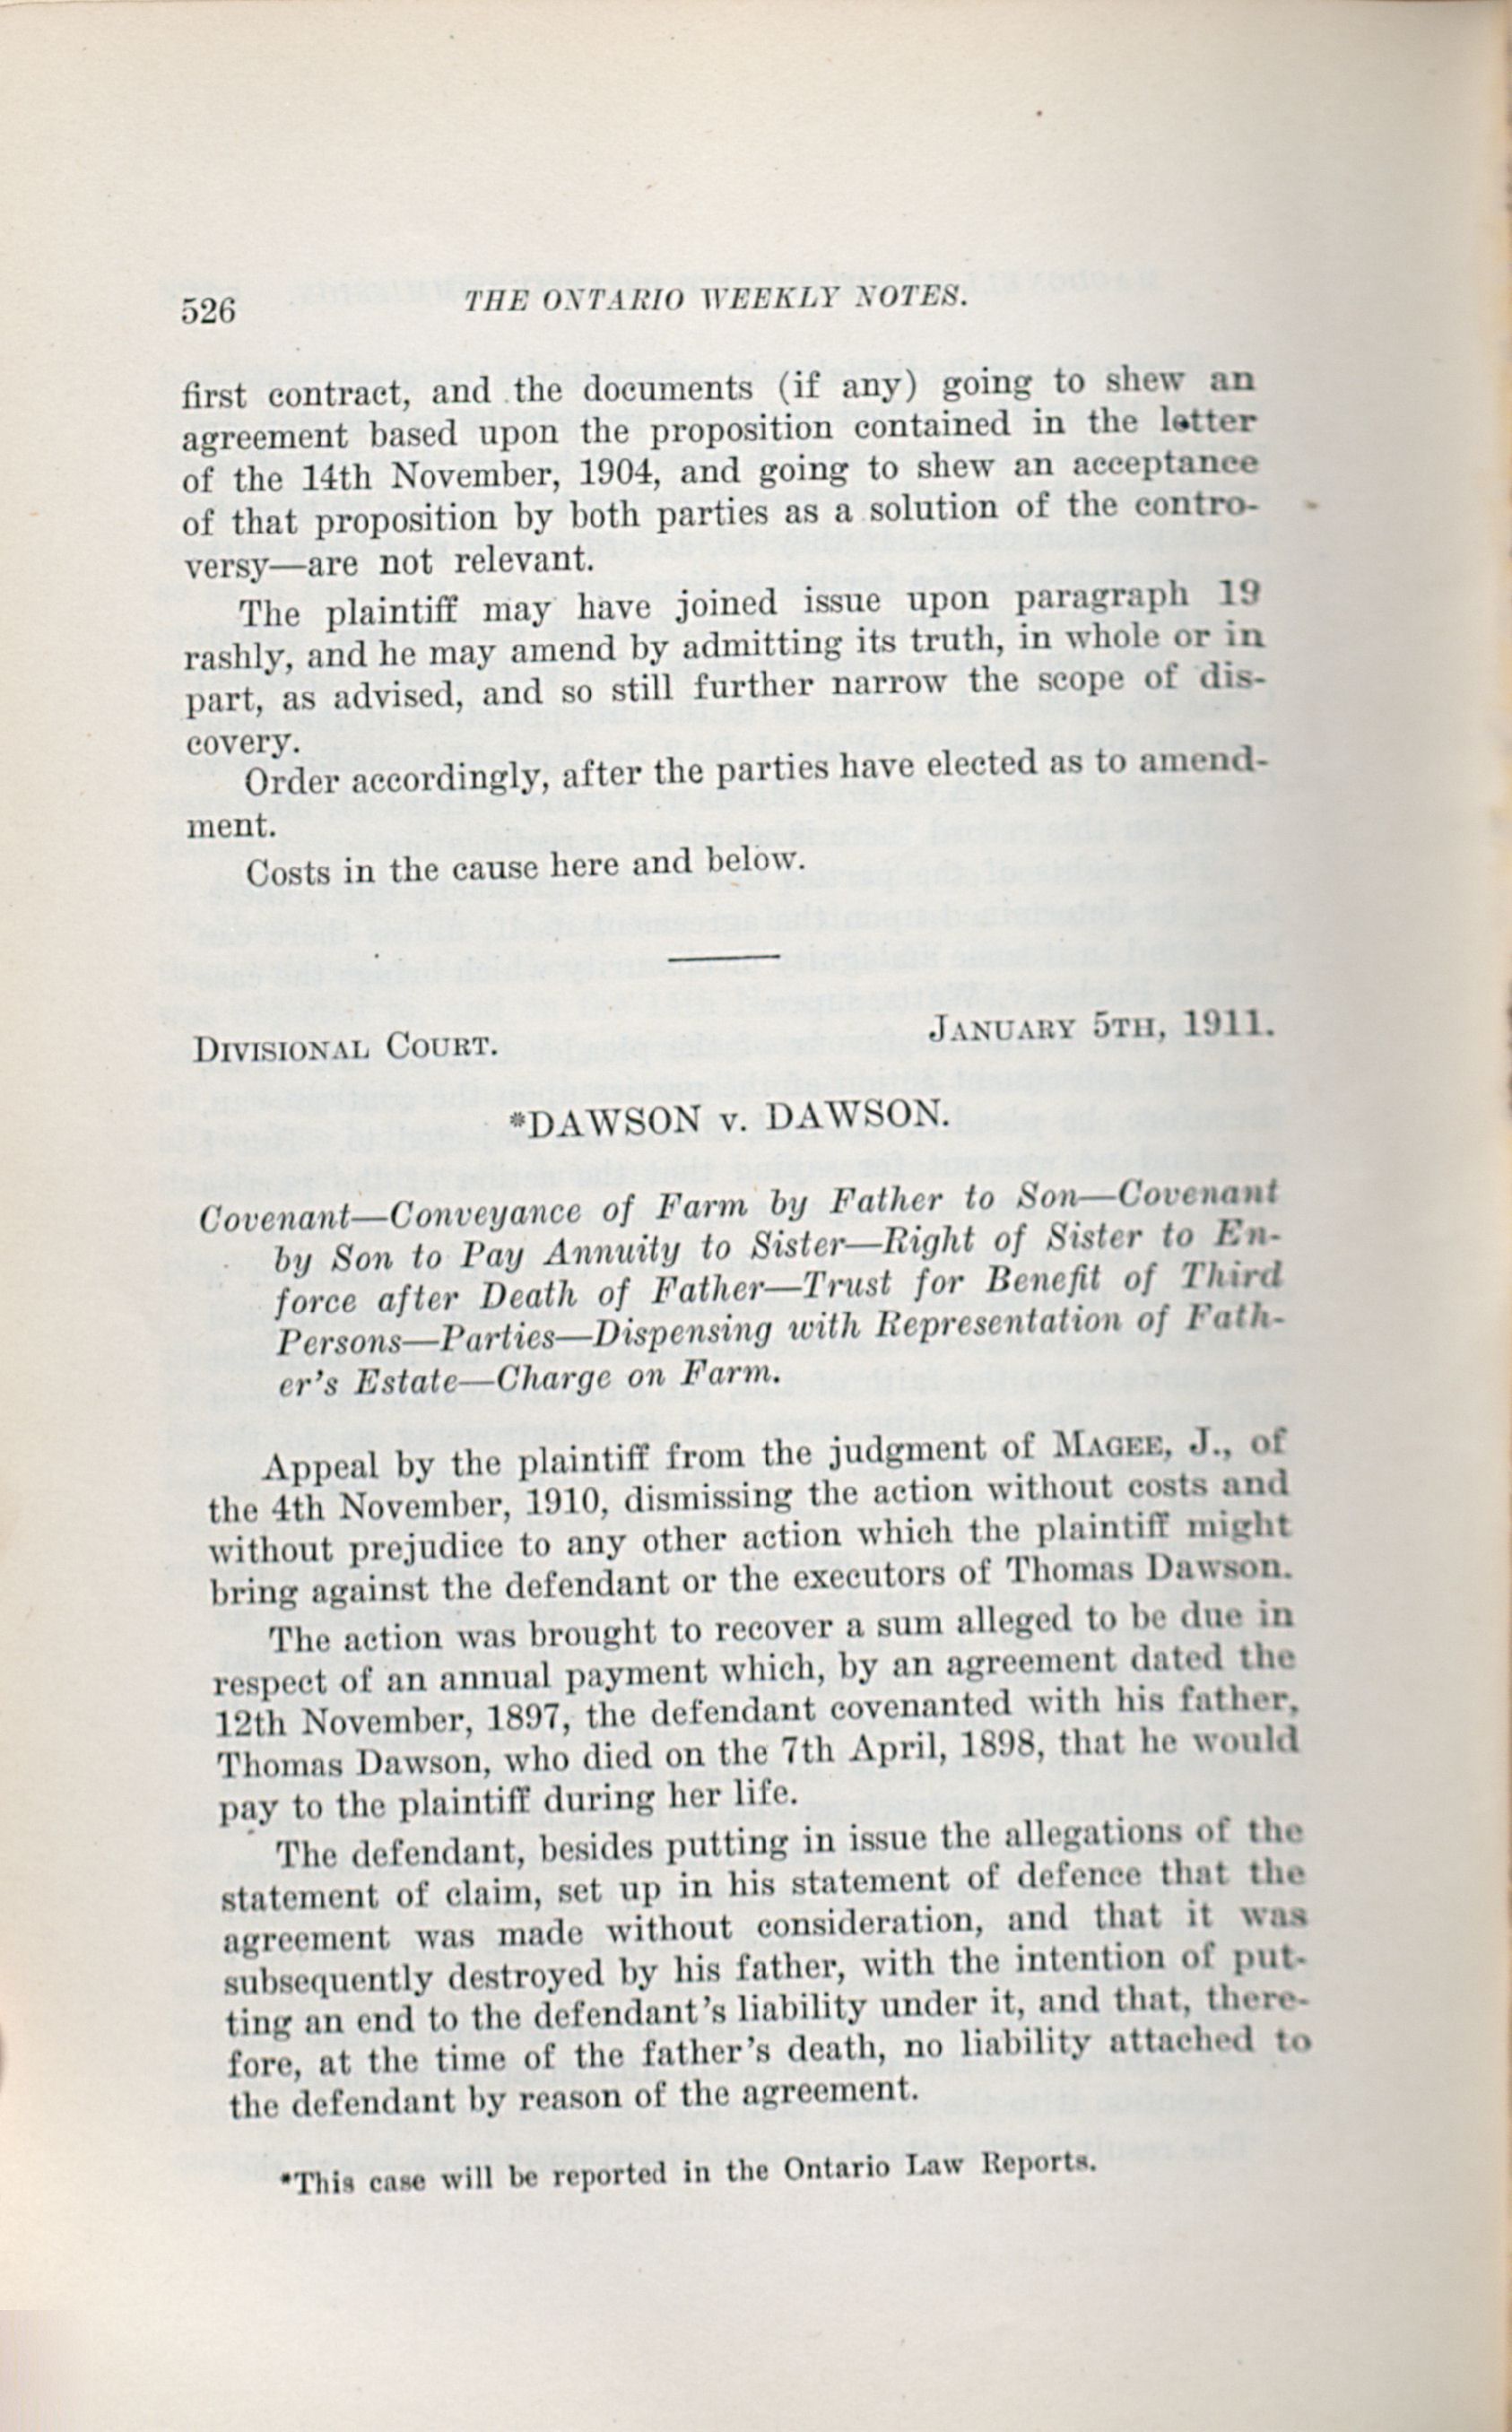 526 THE ONTARIO WEEKLY NOTES.
first contract, and the documents (if any) going to shew an
agreement based upon the proposition contained in the letter
of the 14th November, 1904, and going to shew an acceptance
of that proposition by both parties as a solution of the contro-
versy—are not relevant.
The plaintiff may have joined issue upon paragraph 19
rashly, and he may amend by admitting its truth, in whole or in
part, as advised, and so still further narrow the scope of dis-
covery.
Order accordingly, after the parties have elected as to amend-
ment.
Costs in the cause here and below.
DIVISIONAL COURT. JANUARY 5TH, 1911.
*DAWSON v. DAWSON.
Covenant—Conveyance of Farm by Father to Son—Covenant
by Son to Pay Annuity to Sister—Right of Sister to En-
force after Death of Father—Trust for Benefit of Third
Persons—Parties—Dispensing with Representation of Fath-
er's Estate—Charge on Farm.
Appeal by the plaintiff from the judgment of MAGEE, J., of
the 4th November, 1910, dismissing the action without costs and
without prejudice to any other action which the plaintiff might
bring against the defendant or the executors of Thomas Dawson.
The action was brought to recover a sum alleged to be due in
respect of an annual payment which, by an agreement dated the
12th November, 1897, the defendant covenanted with his father,
Thomas Dawson, who died on the 7th April, 1898, that he would
pay to the plaintiff during her life.
The defendant, besides putting in issue the allegations of the
statement of claim, set up in his statement of defence that the
agreement was made without consideration, and that it was
subsequently destroyed by his father, with the intention of put-
ting an end to the defendant's liability under it, and that, there-
fore, at the time of the father's death, no liability attached to
the defendant by reason of the agreement.
*This case will be reported in the Ontario Law Reports.